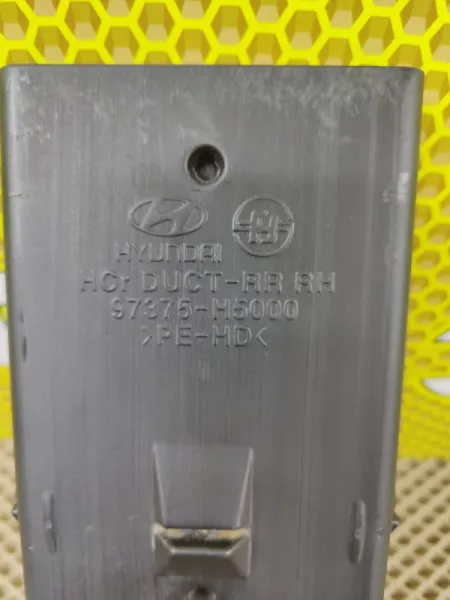 HYUNDAI
HCr DUCT-RR RH
97375-M5000
>PE-HD<